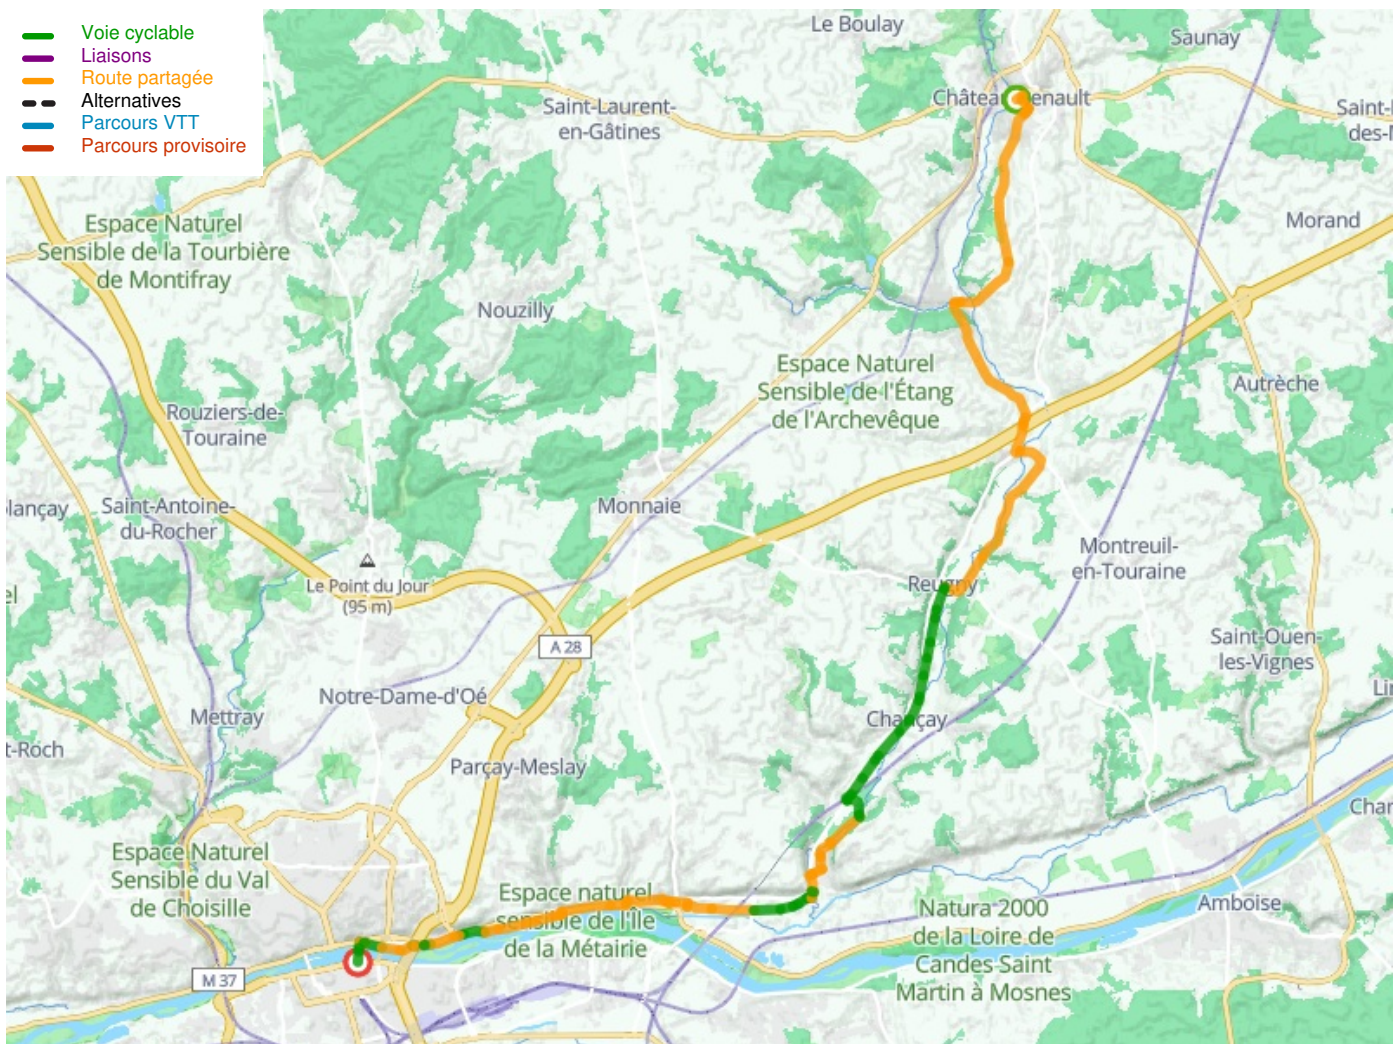 Voie cyclable
Liaisons
Route partagée
Alternatives
Parcours VTT
Parcours provisoire
Le Boulay
Saunay
Saint-Laurent-
en-Gâtines
Morand
Espace Naturel
Sensible de la Tourbière
de Montifray
Nouzilly
Espace Naturel
Sensible de l'Étang
de l'Archevêque
Autrèche
Rouziers-de-
Touraine
Saint-Antoine-
du-Rocher
Monnaie
Montreuil-
en-Touraine
Le Point du Jour
(95 m)
Reugny
A 28
Saint-Ouen-
les-Vignes
Notre-Dame-d'Oé
Mettray
Chançay
Parçay-Meslay
Espace Naturel
Sensible du Val
de Choisille
Espace naturel
sensible de l'Île
de la Métairie
Natura 2000
de la Loire de
Candes Saint
Martin à Mosnes
Amboise
M 37